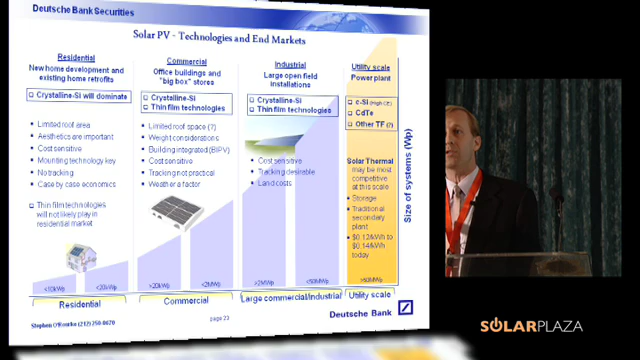 Deutsche Bank Securities
Solar PV - Technologies and End Markets
Residential
New home development and
existing home retrofits
Crystalline-Si will dominate
Limited roof area
Aesthetics are important
Cost sensitive
Mounting technology key
No tracking
Case by case economics
Thin film technologies
will not likely play in
residential market
Commercial
Office buildings and
"big box" stores
Crystalline-Si
Thin film technologies
Limited roof space (?)
Weight considerations
Building integrated (BIPV)
Cost sensitive
Tracking not practical
Weather a factor
Industrial
Large open field
installations
Crystalline-Si
Thin film technologies
Cost sensitive
Tracking desirable
Land costs
Utility scale
Power plant
c-Si (High CE)
CdTe
Other TF (?)
Solar Thermal
may be most
competitive at
this scale
Storage
Traditional
secondary
plant
$0.12/kWh to
$0.14/kWh
today
Size of systems (Wp)
<10kWp
<20kWp
>20kWp
<2MWp
>2MWp
<50MWp
>50MWp
Residential
Commercial
Large commercial/industrial
Utility scale
Stephen O'Rourke (212) 250-8670
page 23
Deutsche Bank
SOLARPLAZA